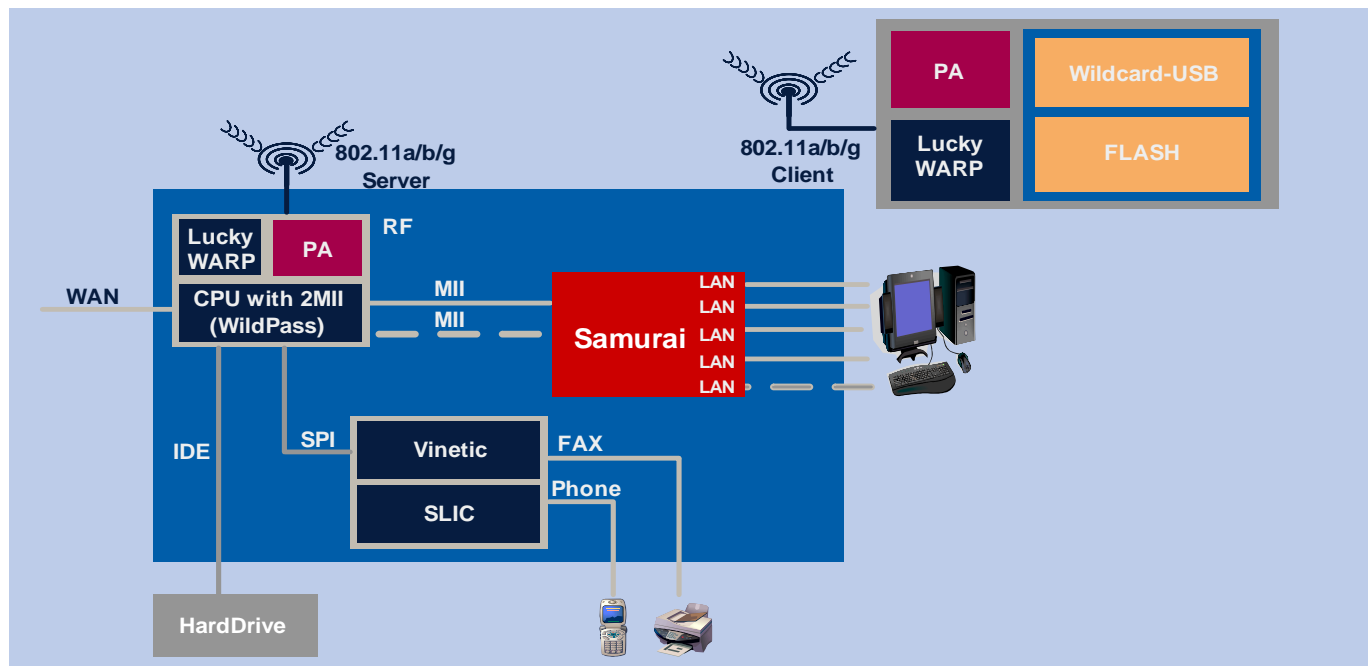 PA
Wildcard-USB
Lucky
WARP
FLASH
802.11a/b/g
Client
802.11a/b/g
Server
RF
Lucky
WARP
PA
WAN
CPU with 2MII
(WildPass)
MII
MII
Samurai
LAN
LAN
LAN
LAN
LAN
IDE
SPI
Vinetic
SLIC
FAX
Phone
HardDrive